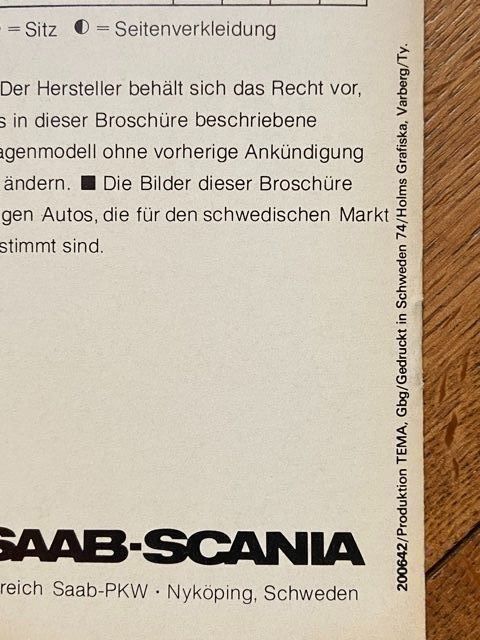 = Sitz ◐ = Seitenverkleidung
Der Hersteller behält sich das Recht vor,
in dieser Broschüre beschriebene
agenmodell ohne vorherige Ankündigung
ändern. ■ Die Bilder dieser Broschüre
igen Autos, die für den schwedischen Markt
stimmt sind.
SAAB-SCANIA
reich Saab-PKW · Nyköping, Schweden
200642/Produktion TEMA, Gbg/Gedruckt in Schweden 74/Holms Grafiska, Varberg/Ty.